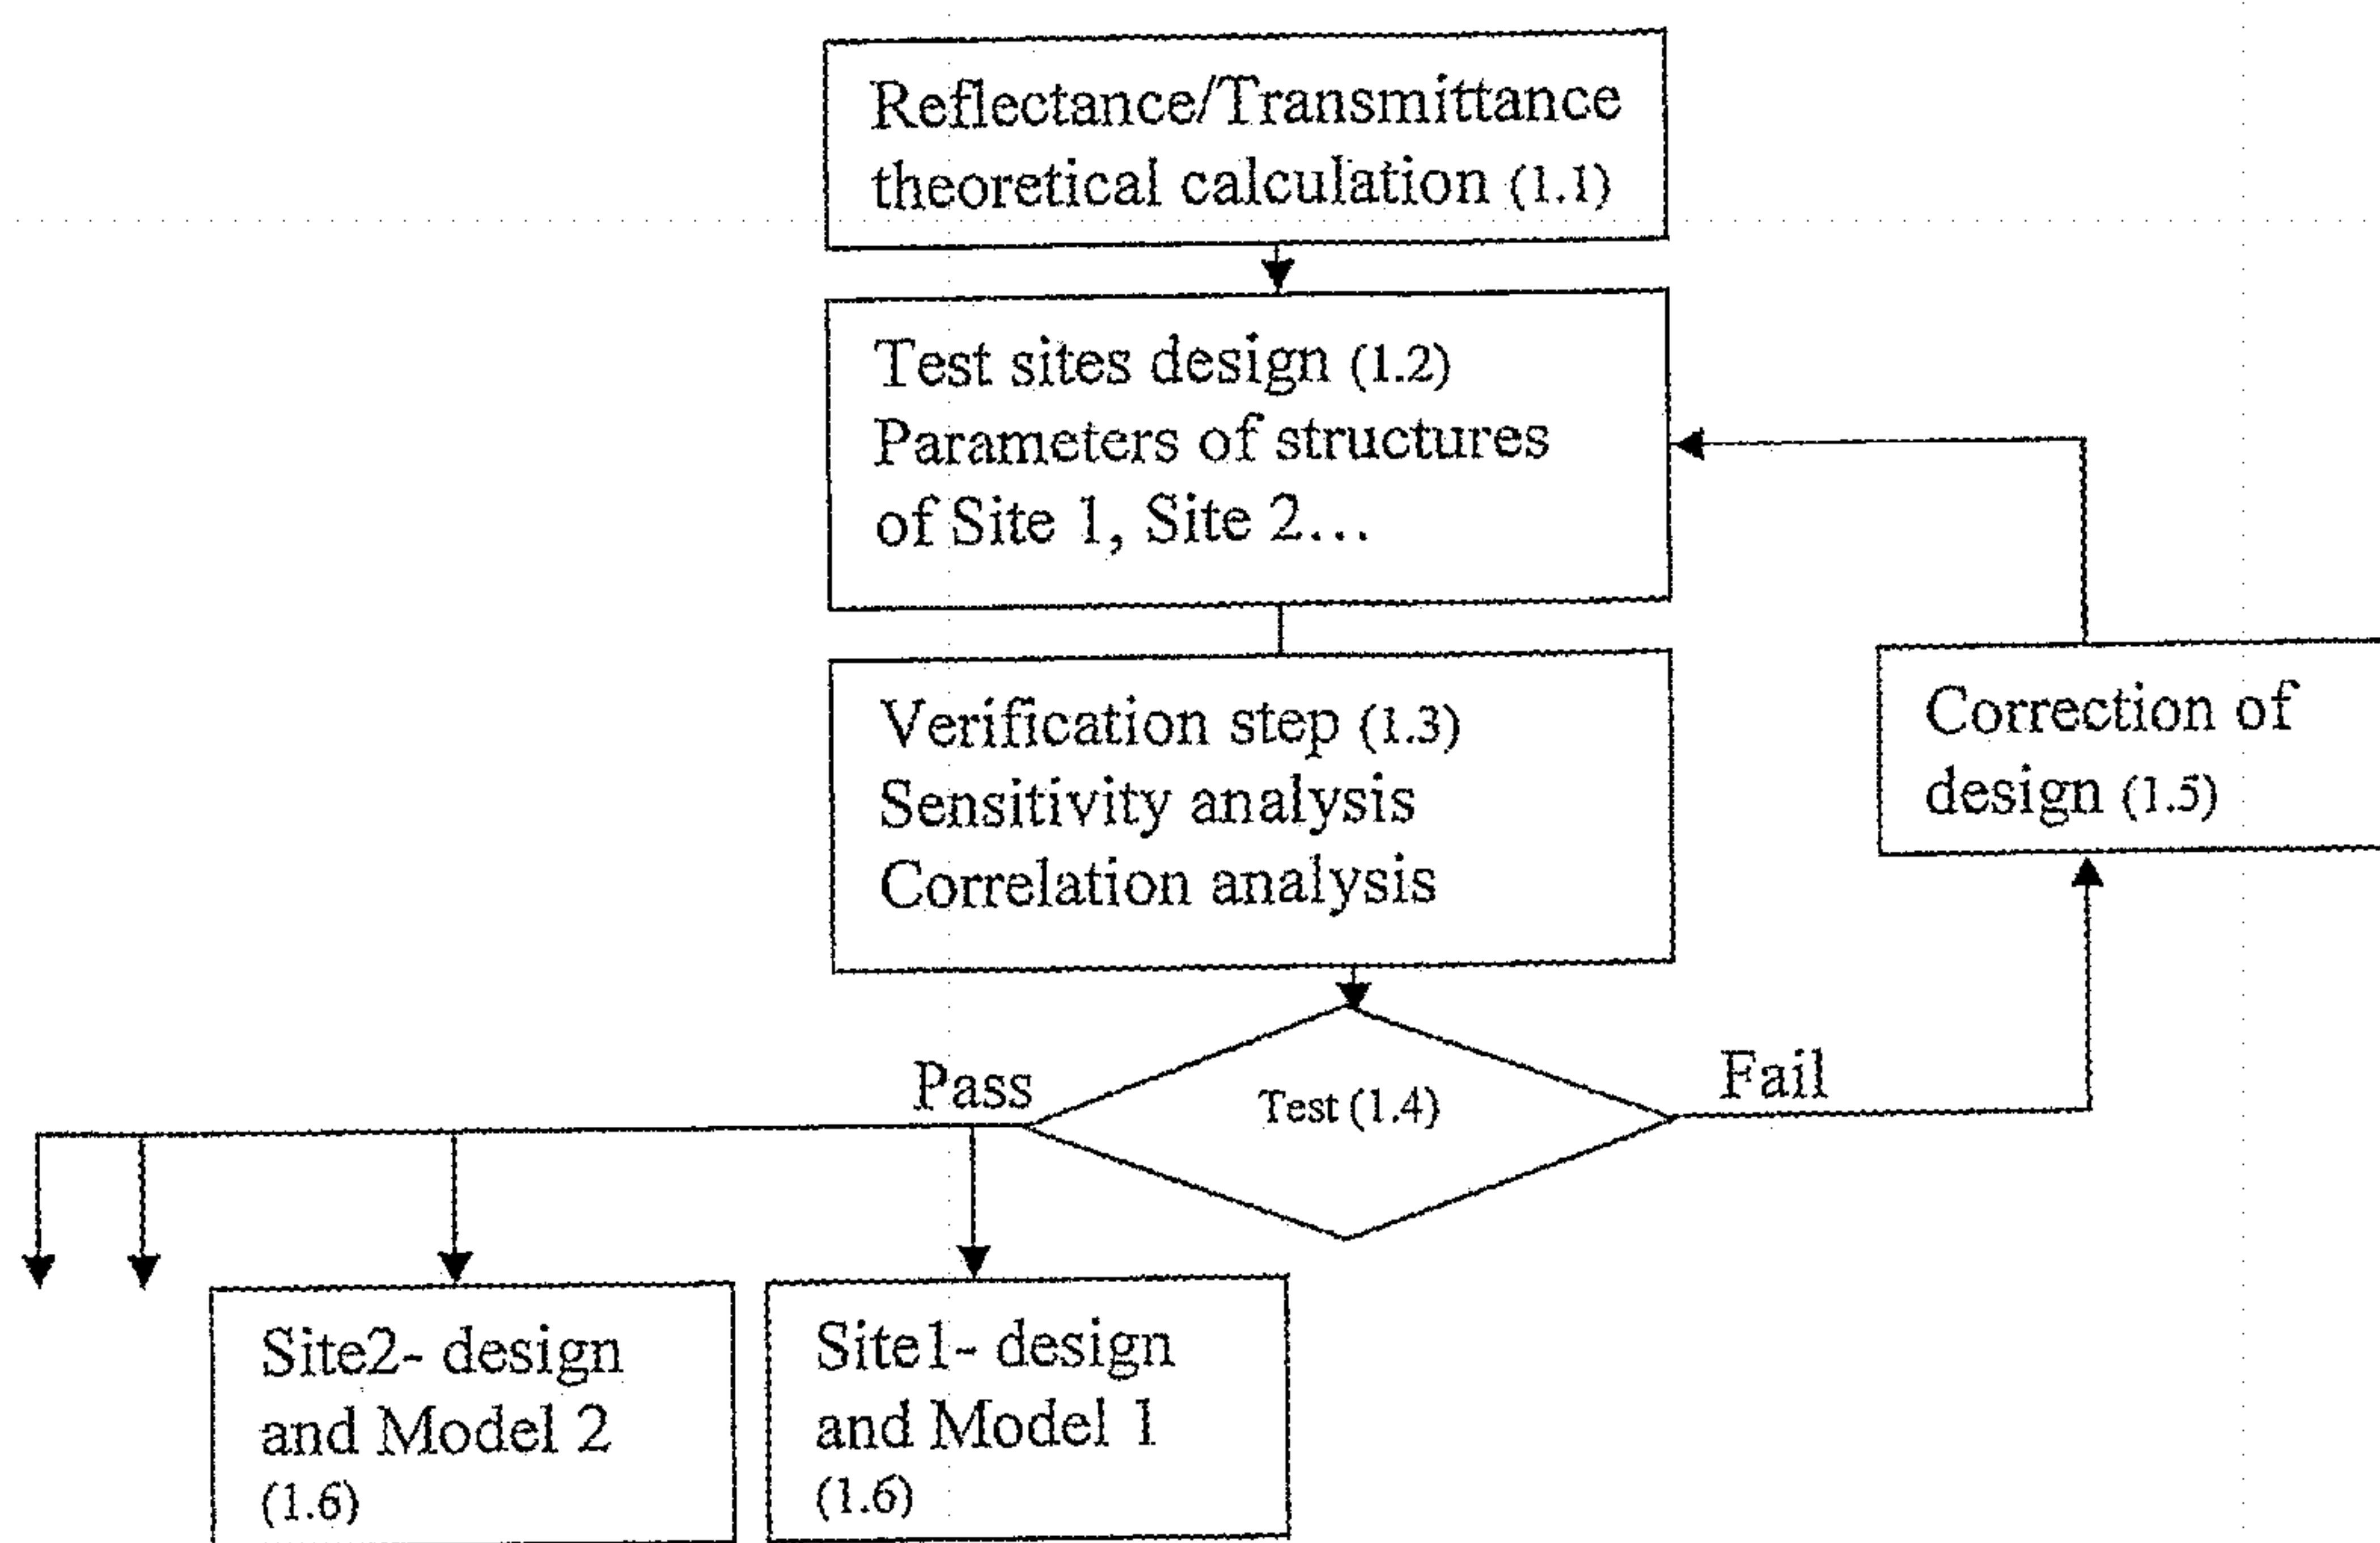 Reflectance/Transmittance
theoretical calculation (1.1)
Test sites design (1.2)
Parameters of structures
of Site 1, Site 2...
Verification step (1.3)
Sensitivity analysis
Correlation analysis
Correction of
design (1.5)
Pass
Test (1.4)
Fail
Site2- design
and Model 2
(1.6)
Site1- design
and Model 1
(1.6)